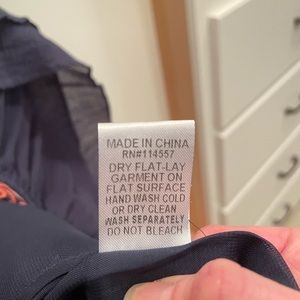 MADE IN CHINA
RN#114557
DRY FLAT-LAY
GARMENT ON
FLAT SURFACE
HAND WASH COLD
OR DRY CLEAN
WASH SEPARATELY
DO NOT BLEACH